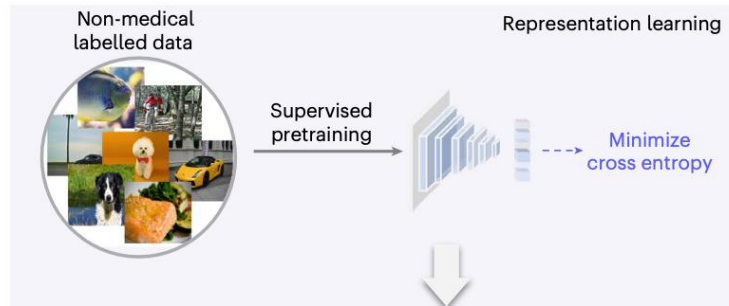 Non-medical
labelled data
Representation learning
Supervised
pretraining
Minimize
cross entropy